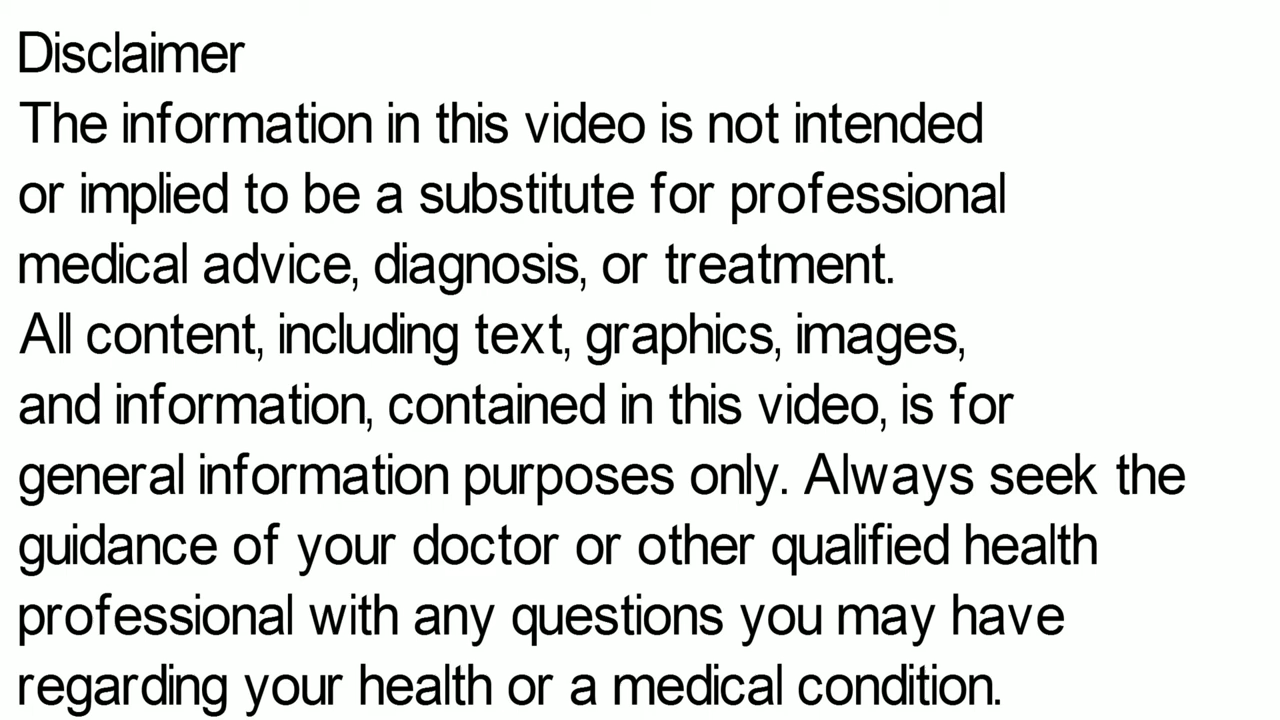 Disclaimer
The information in this video is not intended
or implied to be a substitute for professional
medical advice, diagnosis, or treatment.
All content, including text, graphics, images,
and information, contained in this video, is for
general information purposes only. Always seek the
guidance of your doctor or other qualified health
professional with any questions you may have
regarding your health or a medical condition.